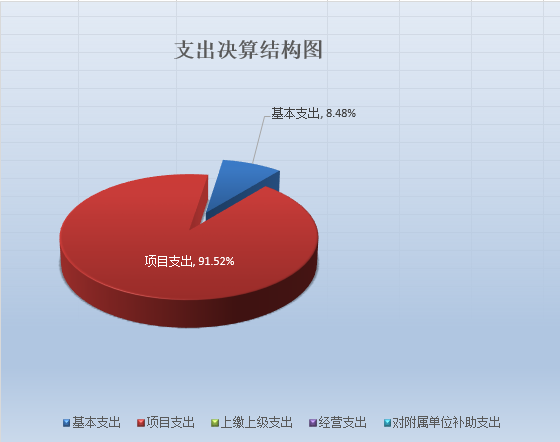 支出决算结构图
基本支出, 8.48%
项目支出, 91.52%
基本支出 项目支出 上缴上级支出 经营支出 对附属单位补助支出